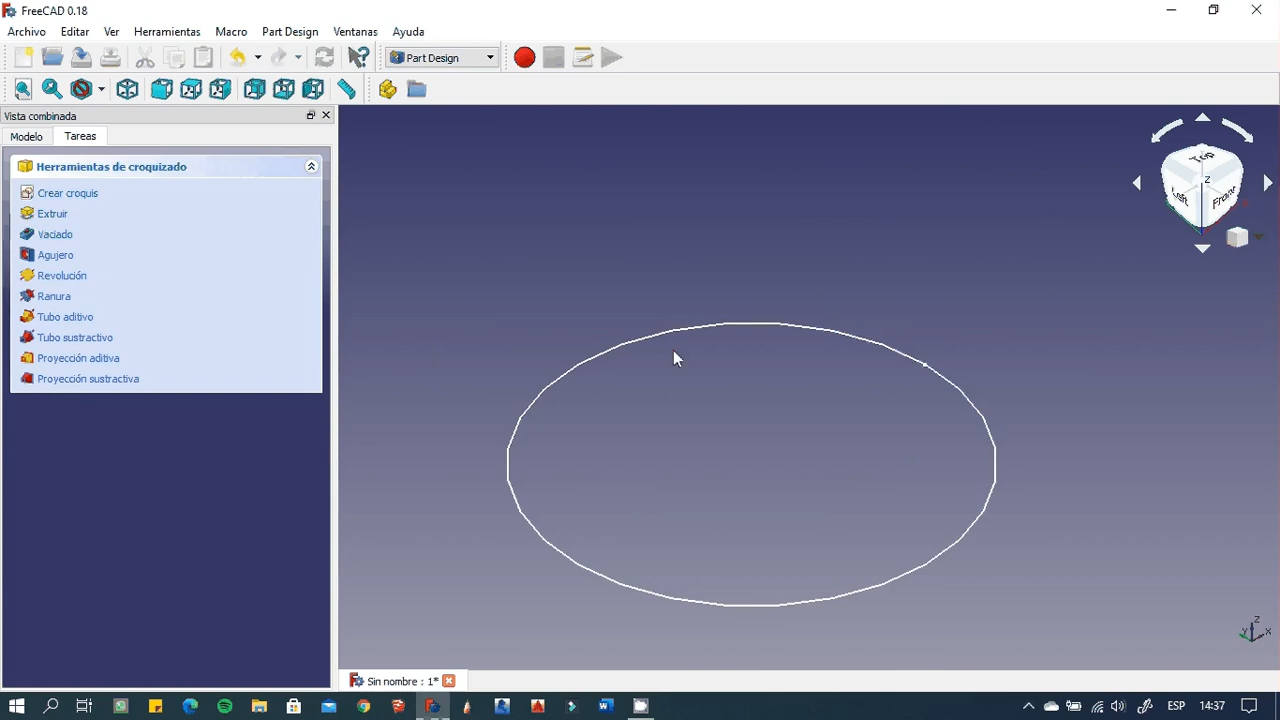 FreeCAD 0.18
Archivo Editar Ver Herramientas Macro Part Design Ventanas Ayuda
Part Design
Vista combinada
Modelo Tareas
Herramientas de croquizado
Crear croquis
Extruir
Vaciado
Agujero
Revolución
Ranura
Tubo aditivo
Tubo sustractivo
Proyección aditiva
Proyección sustractiva
Top
Z
Left Front
Z
Y X
Sin nombre : 1*
ESP 14:37